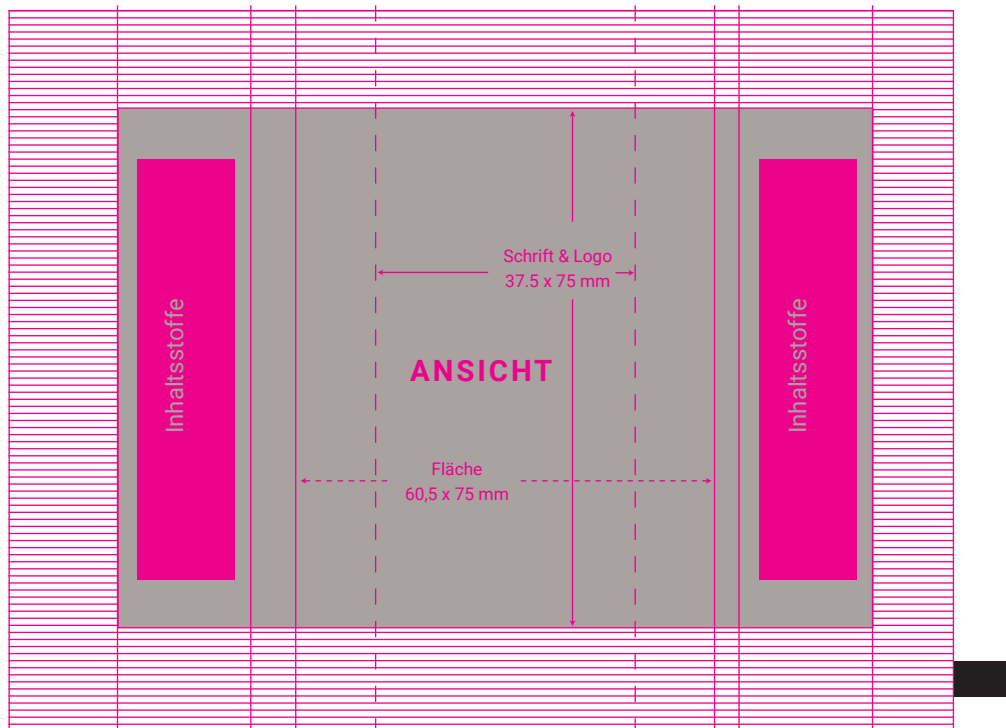 Schrift & Logo
37.5 x 75 mm
Inhaltsstoffe
ANSICHT
Inhaltsstoffe
Fläche
60,5 x 75 mm